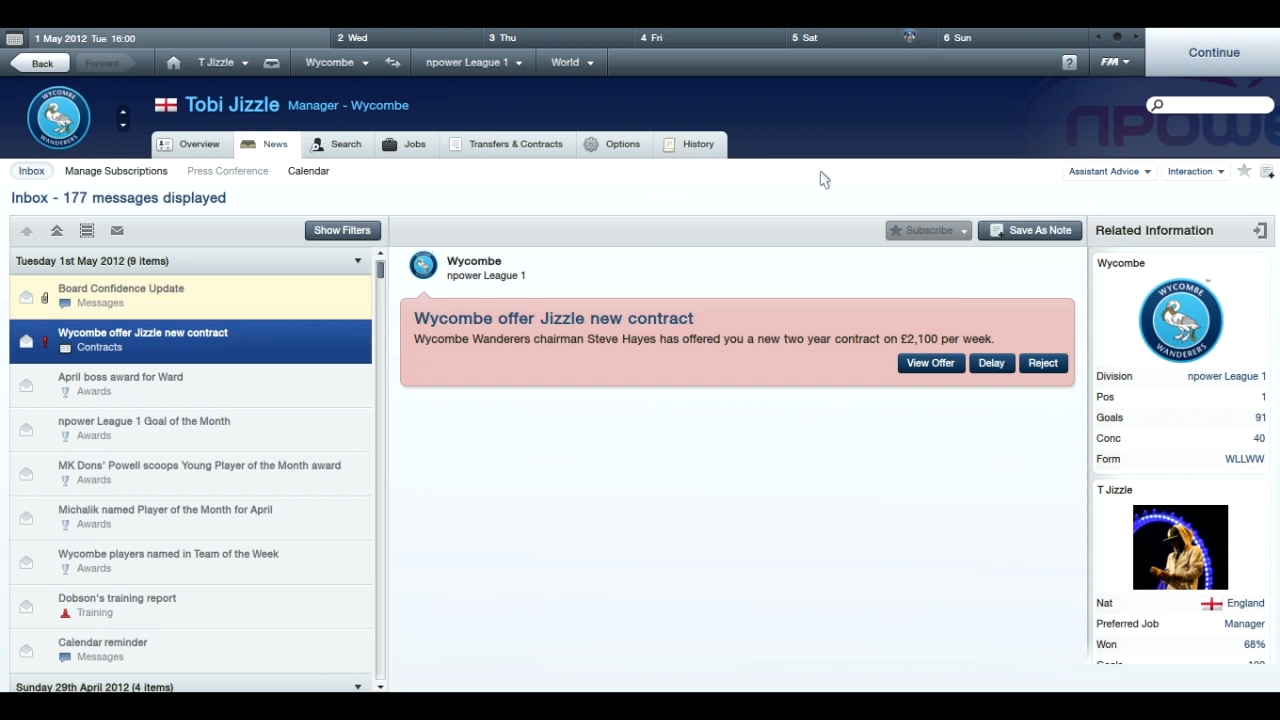 1 May 2012 Tue 16:00 2 Wed 3 Thu 4 Fri 5 Sat 6 Sun
Back Forward T Jizzle Wycombe npower League 1 World ? FM Continue
WYCOMBE
WANDERERS
Tobi Jizzle Manager - Wycombe
Overview News Search Jobs Transfers & Contracts Options History
Inbox Manage Subscriptions Press Conference Calendar Assistant Advice Interaction
Inbox - 177 messages displayed
Show Filters Subscribe Save As Note Related Information
Tuesday 1st May 2012 (9 items)
Board Confidence Update
Messages
Wycombe offer Jizzle new contract
Contracts
April boss award for Ward
Awards
npower League 1 Goal of the Month
Awards
MK Dons' Powell scoops Young Player of the Month award
Awards
Michalik named Player of the Month for April
Awards
Wycombe players named in Team of the Week
Awards
Dobson's training report
Training
Calendar reminder
Messages
Sunday 29th April 2012 (4 items)
Wycombe
npower League 1
Wycombe offer Jizzle new contract
Wycombe Wanderers chairman Steve Hayes has offered you a new two year contract on £2,100 per week.
View Offer Delay Reject
Wycombe
WYCOMBE
WANDERERS
Division npower League 1
Pos 1
Goals 91
Conc 40
Form WLLWW
T Jizzle
Nat England
Preferred Job Manager
Won 68%